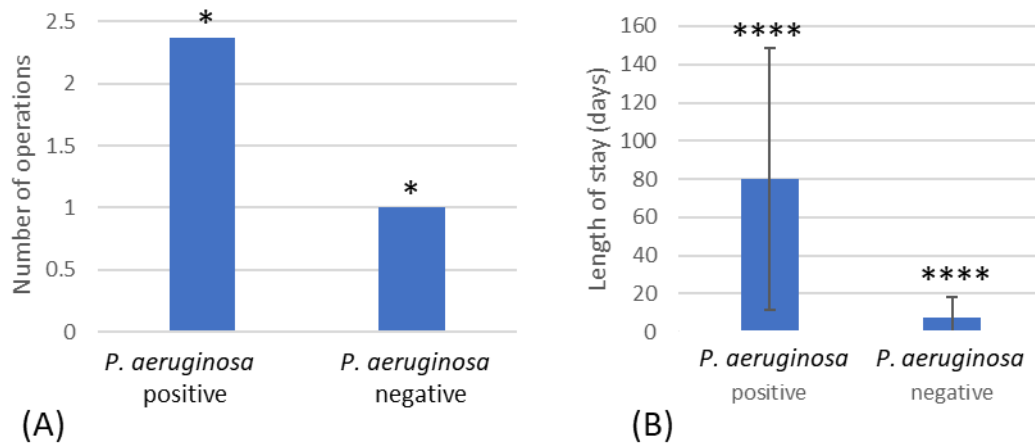 Number of operations
2.5
2
1.5
1
0.5
0
*
*
P. aeruginosa
positive
P. aeruginosa
negative
(A)
Length of stay (days)
160
140
120
100
80
60
40
20
0
****
****
P. aeruginosa
positive
P. aeruginosa
negative
(B)